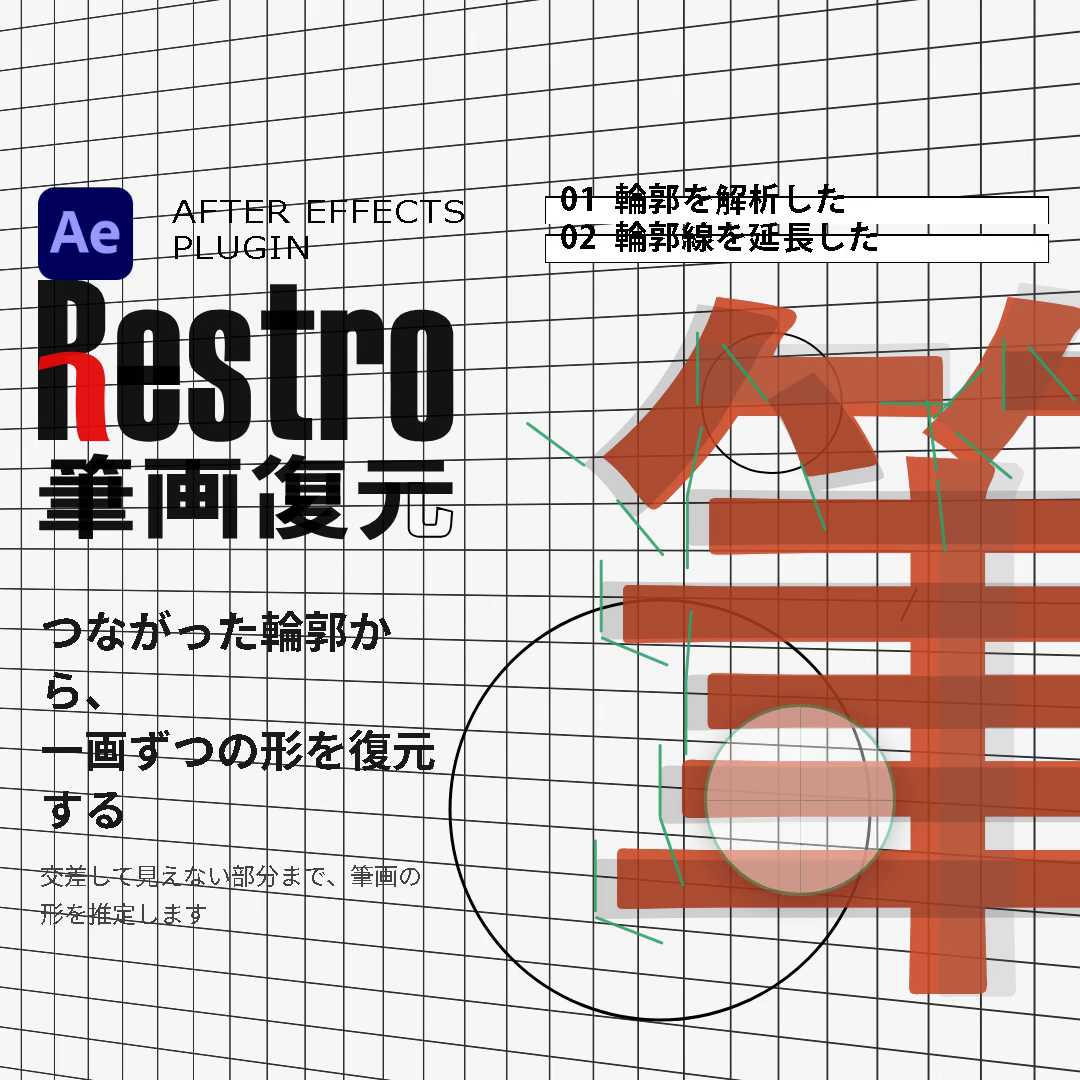 Ae
AFTER EFFECTS
PLUGIN
01 輪郭を解析した
02 輪郭線を延長した
Restro
筆画復元
つながった輪郭か
ら、
一画ずつの形を復元
する
交差して見えない部分まで、筆画の
形を推定します
筆